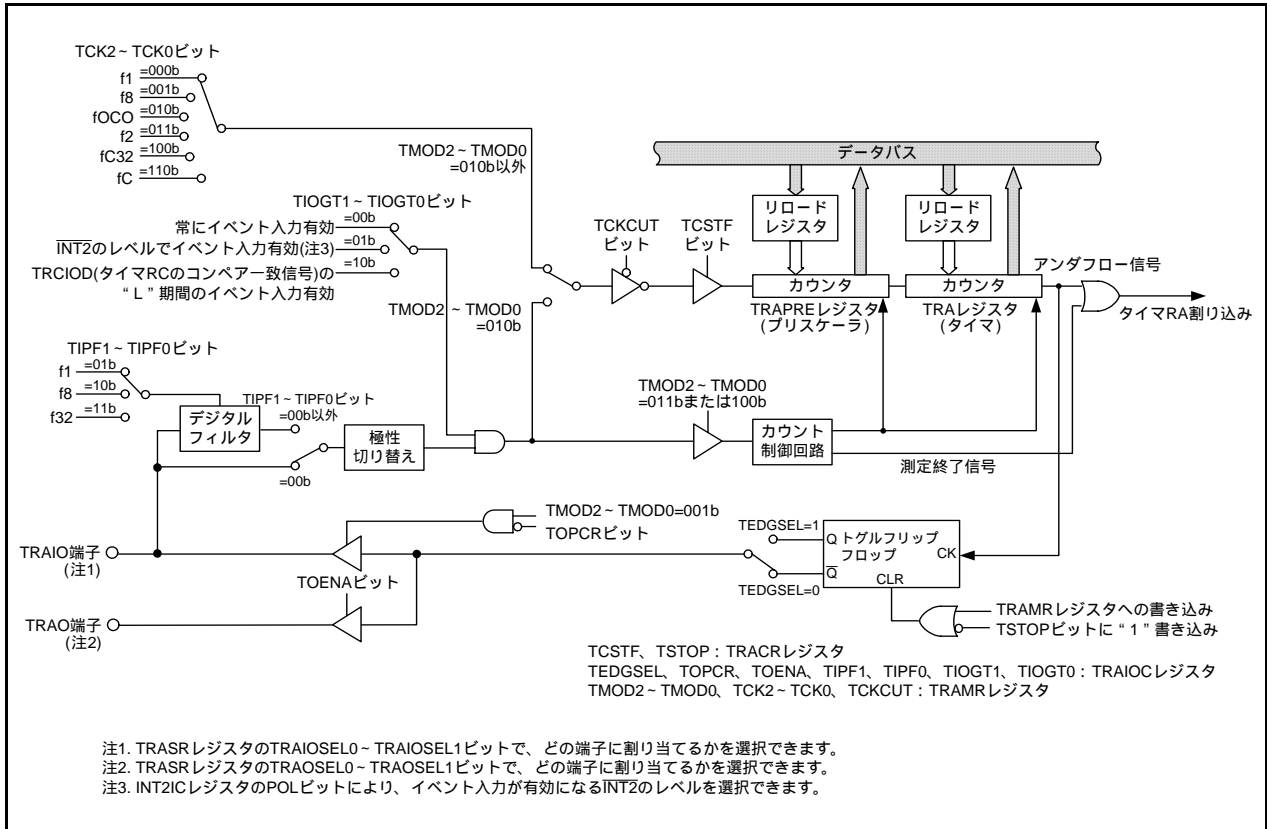 TCK2～TCK0ビット
f1 =000b
f8 =001b
fOCO =010b
f2 =011b
fC32 =100b
fC =110b
TMOD2～TMOD0
=010b以外
データバス
リロード
レジスタ
リロード
レジスタ
TIOGT1～TIOGT0ビット
常にイベント入力有効 =00b
INT2のレベルでイベント入力有効(注3) =01b
TRCIOD(タイマRCのコンペア一致信号)の =10b
“L”期間のイベント入力有効
TCKCUT
ビット
TCSTF
ビット
カウンタ
カウンタ
アンダフロー信号
TRAPREレジスタ
(プリスケーラ)
TRAレジスタ
(タイマ)
タイマRA割り込み
TMOD2～TMOD0
=010b
TIPF1～TIPF0ビット
f1 =01b
f8 =10b
f32 =11b
デジタル
フィルタ
TIPF1～TIPF0ビット
=00b以外
=00b
極性
切り替え
TMOD2～TMOD0
=011bまたは100b
カウント
制御回路
測定終了信号
TMOD2～TMOD0=001b
TOPCRビット
TRAIO端子
(注1)
TOENAビット
TRAO端子
(注2)
TEDGSEL=1
TEDGSEL=0
Q トグルフリップ
フロップ
CK
Q
CLR
TRAMRレジスタへの書き込み
TSTOPビットに“1”書き込み
TCSTF、TSTOP：TRACRレジスタ
TEDGSEL、TOPCR、TOENA、TIPF1、TIPF0、TIOGT1、TIOGT0：TRAIOCレジスタ
TMOD2～TMOD0、TCK2～TCK0、TCKCUT：TRAMRレジスタ
注1. TRASRレジスタのTRAIOSEL0～TRAIOSEL1ビットで、どの端子に割り当てるかを選択できます。
注2. TRASRレジスタのTRAOSEL0～TRAOSEL1ビットで、どの端子に割り当てるかを選択できます。
注3. INT2ICレジスタのPOLビットにより、イベント入力が有効になるINT2のレベルを選択できます。